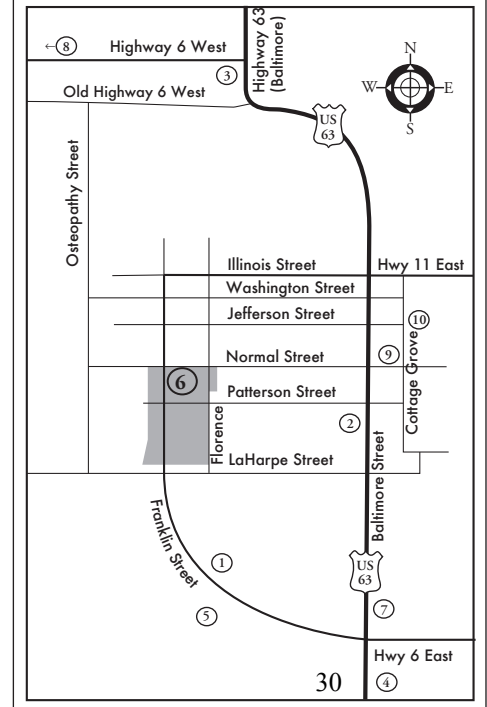 ←⑧ Highway 6 West
Highway 63
(Baltimore)
③
Old Highway 6 West
N
W E
S
US
63
Osteopathy Street
Illinois Street Hwy 11 East
Washington Street
Jefferson Street ⑩
Normal Street ⑨
Cottage Grove
⑥ Patterson Street
Florence
②
LaHarpe Street
Baltimore Street
Franklin Street
①
US
63
⑤ ⑦
Hwy 6 East
30 ④